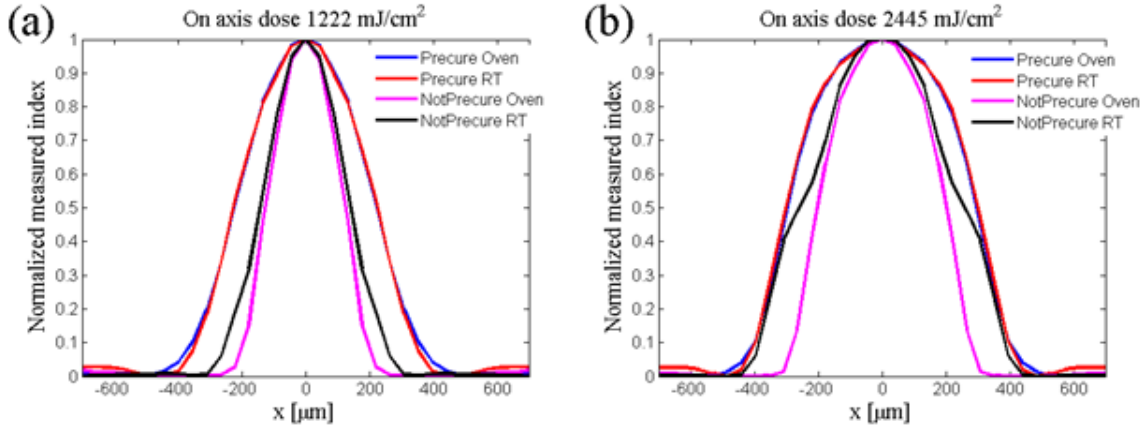 (a)
On axis dose 1222 mJ/cm²
Normalized measured index
1
0.9
0.8
0.7
0.6
0.5
0.4
0.3
0.2
0.1
0
-600
-400
-200
0
200
400
600
x [μm]
Precure Oven
Precure RT
NotPrecure Oven
NotPrecure RT
(b)
On axis dose 2445 mJ/cm²
Normalized measured index
1
0.9
0.8
0.7
0.6
0.5
0.4
0.3
0.2
0.1
0
-600
-400
-200
0
200
400
600
x [μm]
Precure Oven
Precure RT
NotPrecure Oven
NotPrecure RT